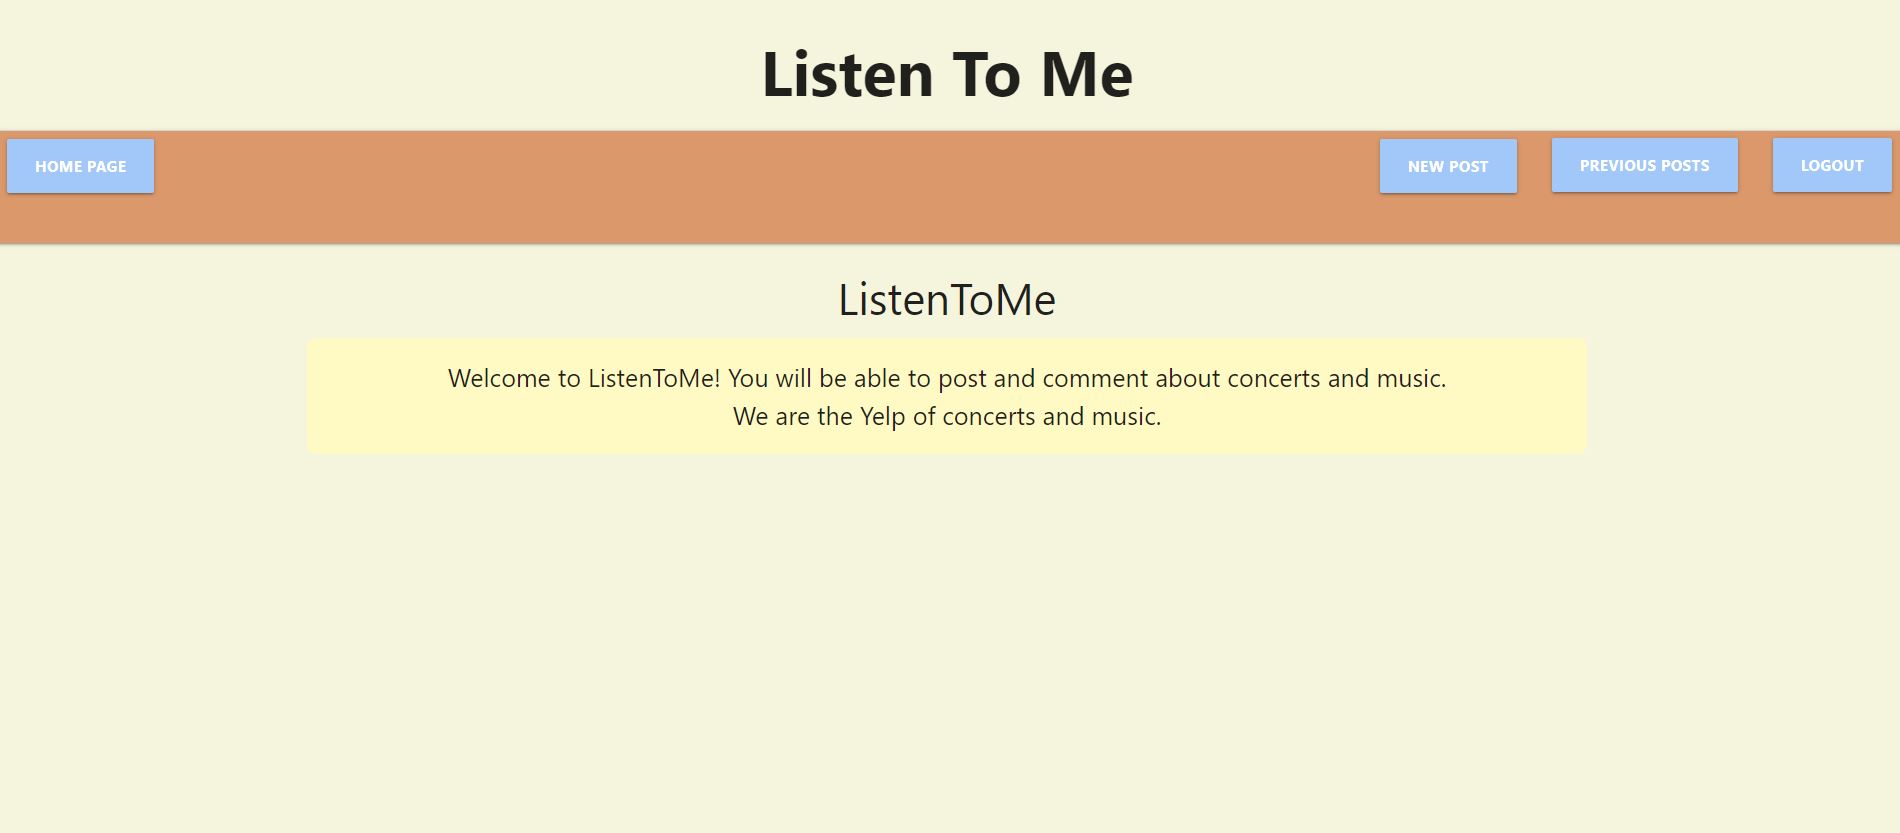 Listen To Me
HOME PAGE
NEW POST
PREVIOUS POSTS
LOGOUT
ListenToMe
Welcome to ListenToMe! You will be able to post and comment about concerts and music.
We are the Yelp of concerts and music.